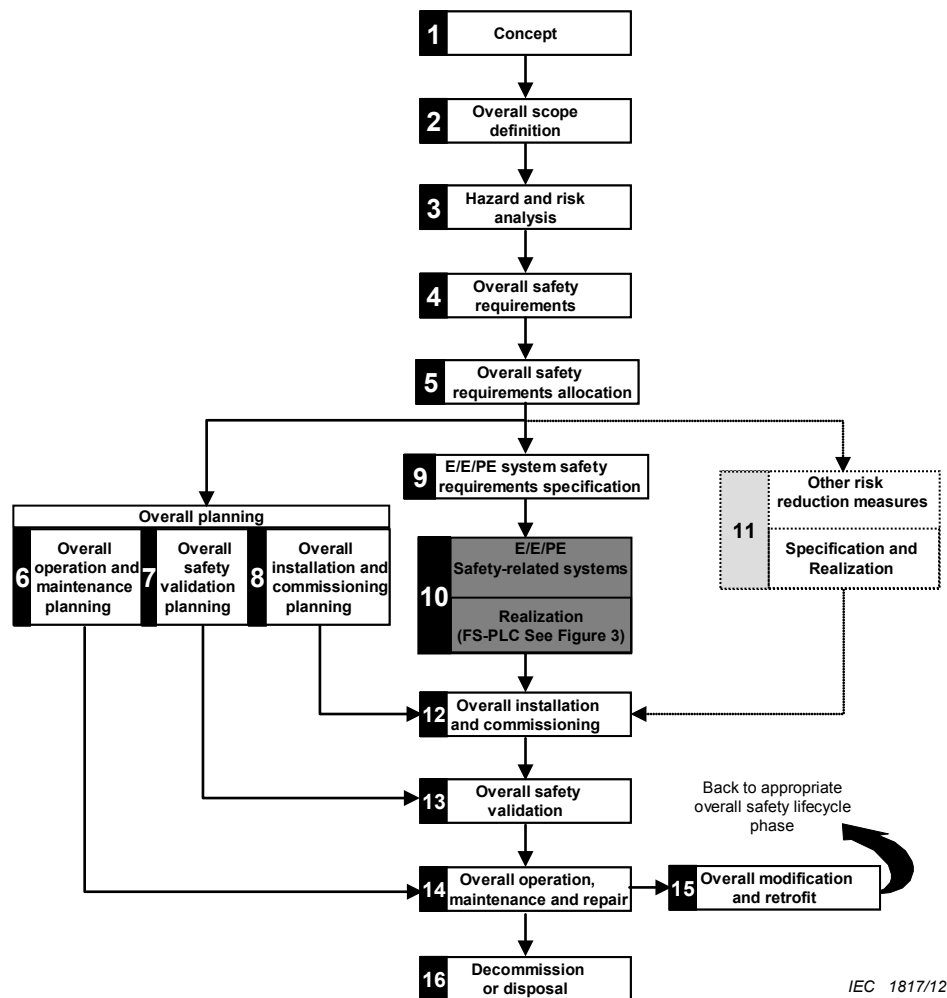 1
Concept
2
Overall scope
definition
3
Hazard and risk
analysis
4
Overall safety
requirements
5
Overall safety
requirements allocation
9
E/E/PE system safety
requirements specification
Overall planning
6
Overall
operation and
maintenance
planning
7
Overall
safety
validation
planning
8
Overall
installation and
commissioning
planning
10
E/E/PE
Safety-related systems
Realization
(FS-PLC See Figure 3)
11
Other risk
reduction measures
Specification and
Realization
12
Overall installation
and commissioning
13
Overall safety
validation
Back to appropriate
overall safety lifecycle
phase
14
Overall operation,
maintenance and repair
15
Overall modification
and retrofit
16
Decommission
or disposal
IEC 1817/12